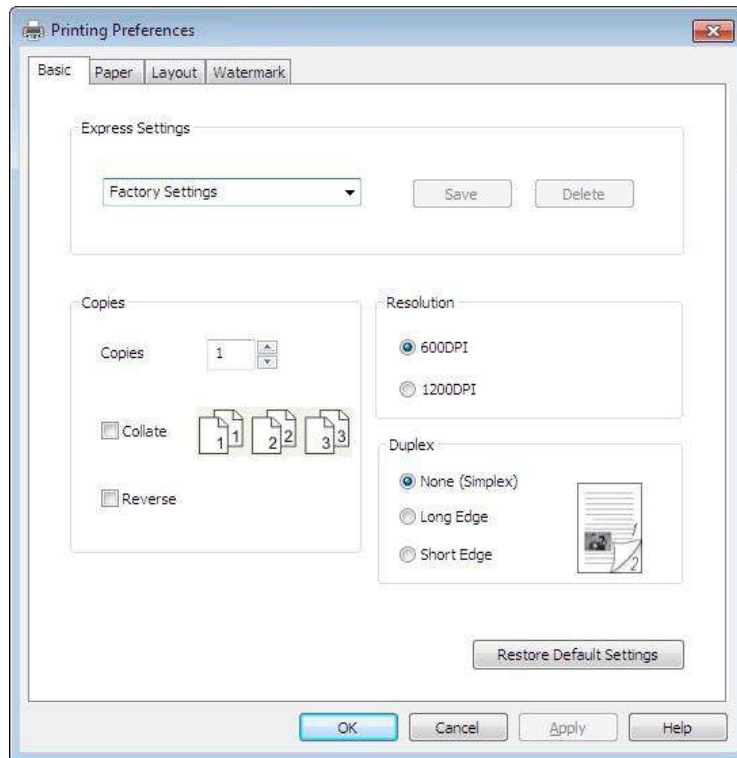 Printing Preferences
Basic Paper Layout Watermark
Express Settings
Factory Settings Save Delete
Copies
Copies 1
Collate 1 1 2 2 3 3
Reverse
Resolution
600DPI
1200DPI
Duplex
None (Simplex)
Long Edge
Short Edge
1
2
Restore Default Settings
OK Cancel Apply Help